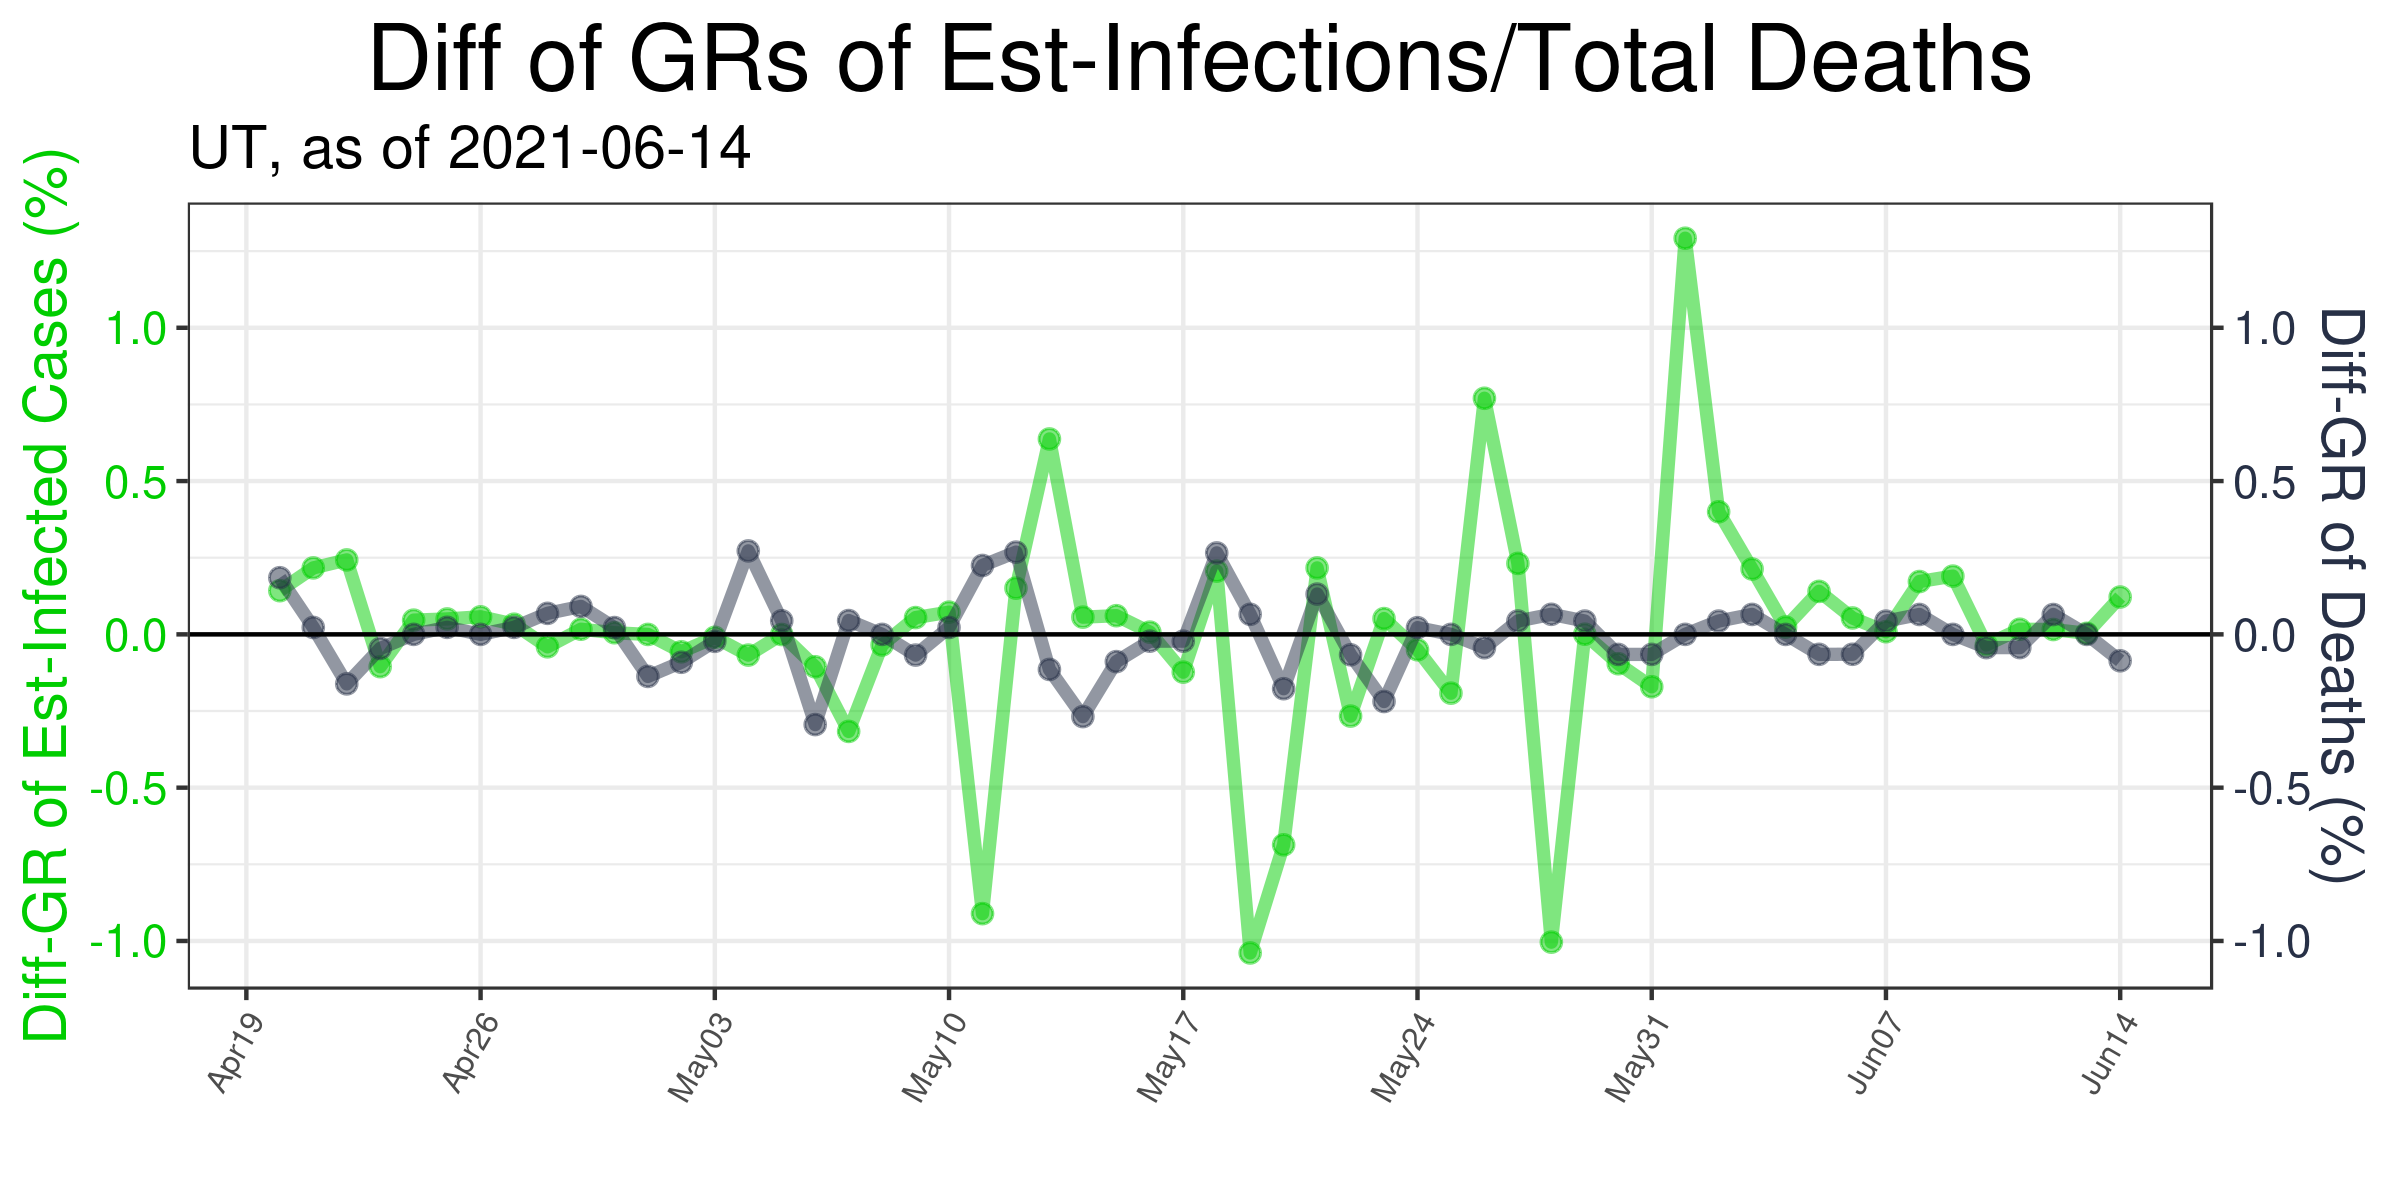 Diff of GRs of Est-Infections/Total Deaths
UT, as of 2021-06-14
Diff-GR of Est-Infected Cases (%)
1.0
0.5
0.0
-0.5
-1.0
1.0
0.5
0.0
-0.5
-1.0
Diff-GR of Deaths (%)
Apr19 Apr26 May03 May10 May17 May24 May31 Jun07 Jun14